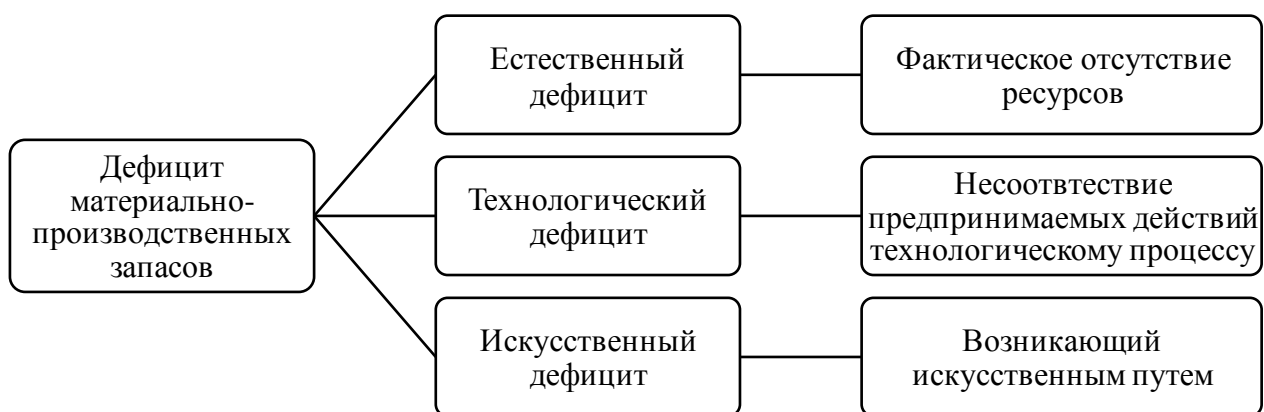 Дефицит
материально-
производственных
запасов
Естественный
дефицит
Фактическое отсутствие
ресурсов
Технологический
дефицит
Несоотвтествие
предпринимаемых действий
технологическому процессу
Искусственный
дефицит
Возникающий
искусственным путем